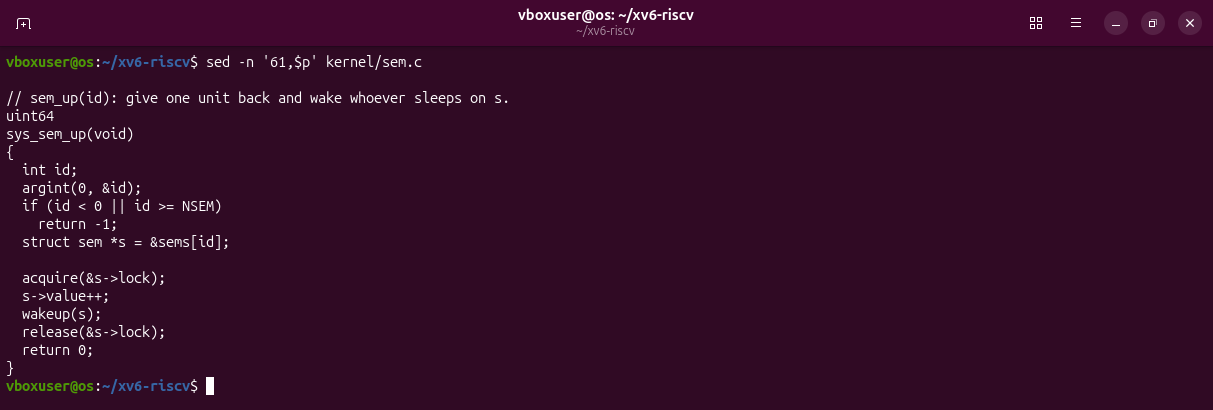 vboxuser@os: ~/xv6-riscv
~/xv6-riscv
vboxuser@os:~/xv6-riscv$ sed -n '61,$p' kernel/sem.c

// sem_up(id): give one unit back and wake whoever sleeps on s.
uint64
sys_sem_up(void)
{
  int id;
  argint(0, &id);
  if (id < 0 || id >= NSEM)
    return -1;
  struct sem *s = &sems[id];

  acquire(&s->lock);
  s->value++;
  wakeup(s);
  release(&s->lock);
  return 0;
}
vboxuser@os:~/xv6-riscv$